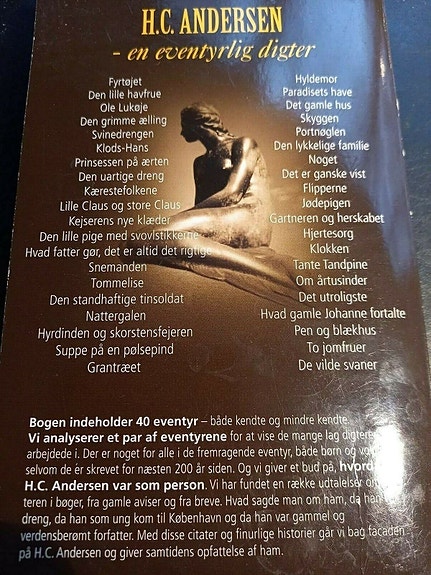 H.C. ANDERSEN
- en eventyrlig digter
Fyrtøjet
Den lille havfrue
Ole Lukøje
Den grimme ælling
Svinedrengen
Klods-Hans
Prinsessen på ærten
Den uartige dreng
Kærestefolkene
Lille Claus og store Claus
Kejserens nye klæder
Den lille pige med svovlstikkerne
Hvad fatter gør, det er altid det rigtige
Snemanden
Tommelise
Den standhaftige tinsoldat
Nattergalen
Hyrdinden og skorstensfejeren
Suppe på en pølsepind
Grantræet
Hyldemor
Paradisets have
Det gamle hus
Skyggen
Portnøglen
Den lykkelige familie
Noget
Det er ganske vist
Flipperne
Jødepigen
Gartneren og herskabet
Hjertesorg
Klokken
Tante Tandpine
Om årtusinder
Det utroligste
Hvad gamle Johanne fortalte
Pen og blækhus
To jomfruer
De vilde svaner
Bogen indeholder 40 eventyr – både kendte og mindre kendte.
Vi analyserer et par af eventyrene for at vise de mange lag digteren
arbejdede i. Der er noget for alle i de fremragende eventyr, både børn og
selvom de er skrevet for næsten 200 år siden. Og vi giver et bud på,
H.C. Andersen var som person. Vi har fundet en række udtalelser
teren i bøger, fra gamle aviser og fra breve. Hvad sagde man om ham, da han
dreng, da han som ung kom til København og da han var gammel og
verdensberømt forfatter. Med disse citater og finurlige historier går vi bag facaden
på H.C. Andersen og giver samtidens opfattelse af ham.